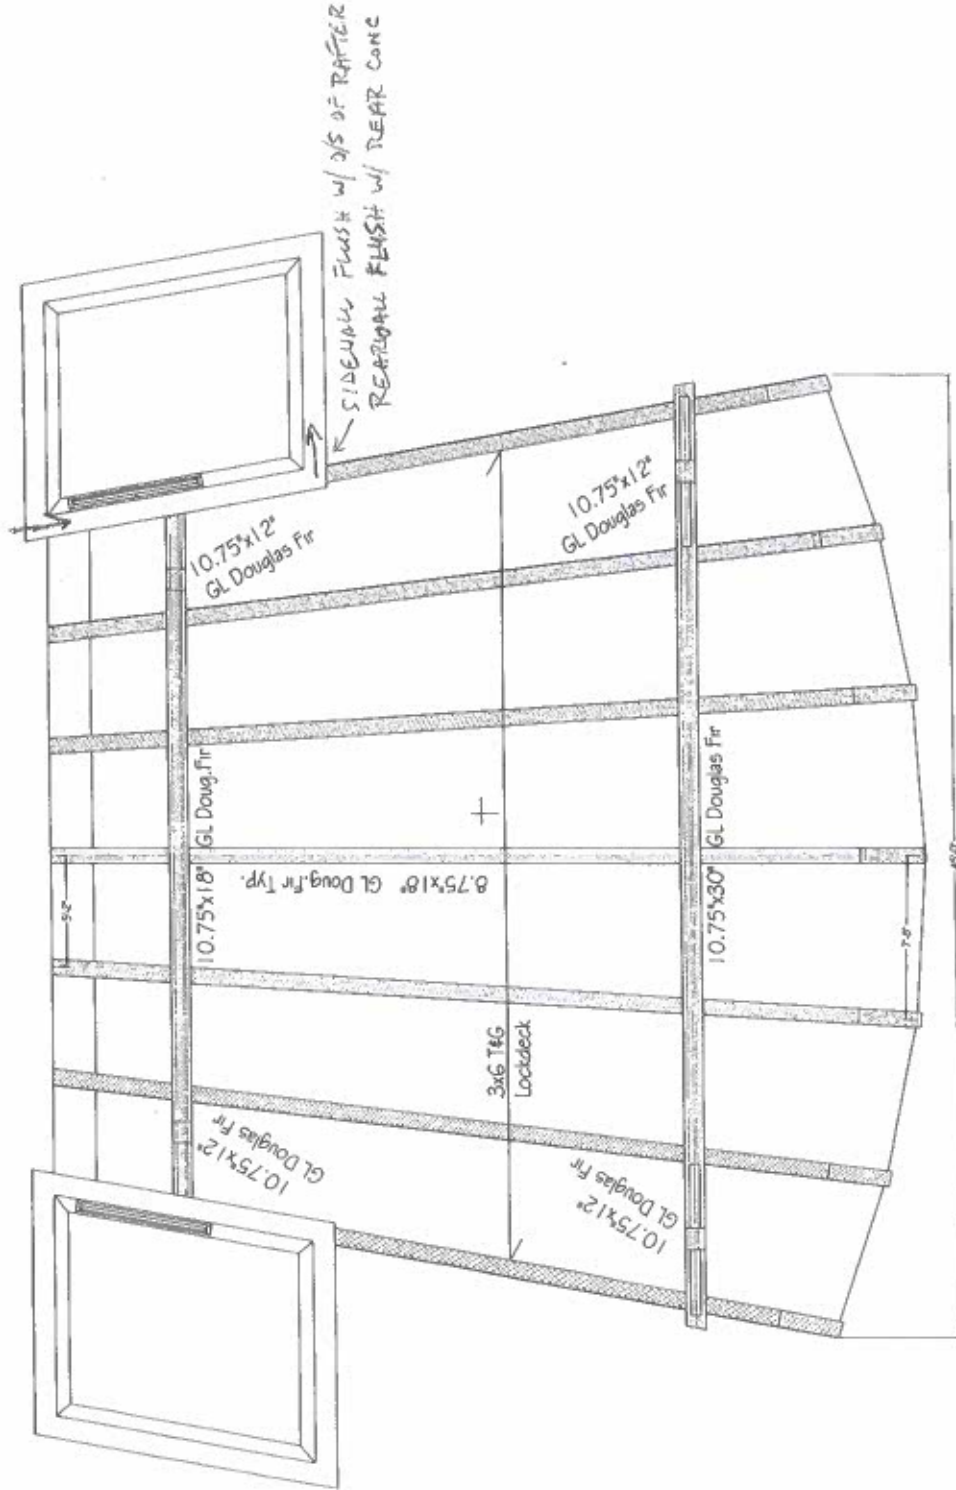 SIDEWALL FLUSH W/ O/S OF RAFTER
REARWALL FLUSH W/ REAR CONC
10.75"x12"
GL Douglas Fir
10.75"x12"
GL Douglas Fir
10.75"x18" GL Doug.Fir
8.75"x18" GL Doug.Fir Typ.
10.75"x30" GL Douglas Fir
3x6 T&G
Lockdeck
10.75"x12"
GL Douglas Fir
10.75"x12"
GL Douglas Fir